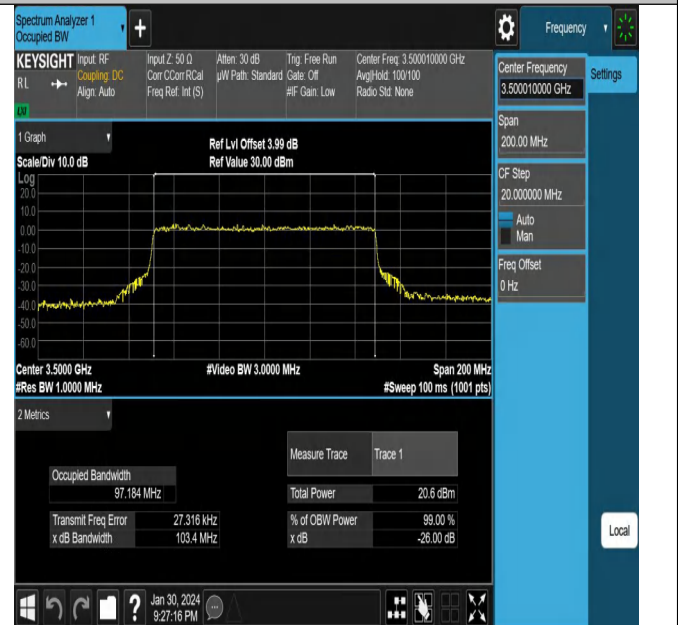 Spectrum Analyzer 1
Occupied BW
+
Frequency
KEYSIGHT
R L
LXI
Input: RF
Coupling: DC
Align: Auto
Input Z: 50 Ω
Corr CCorr RCal
Freq Ref: Int (S)
Atten: 30 dB
µW Path: Standard
Trig: Free Run
Gate: Off
#IF Gain: Low
Center Freq: 3.500010000 GHz
Avg|Hold: 100/100
Radio Std: None
Center Frequency
3.500010000 GHz
Settings
Span
200.00 MHz
CF Step
20.000000 MHz
Auto
Man
Freq Offset
0 Hz
1 Graph
Scale/Div 10.0 dB
Ref Lvl Offset 3.99 dB
Ref Value 30.00 dBm
Log
20.0
10.0
0.00
-10.0
-20.0
-30.0
-40.0
-50.0
-60.0
Center 3.5000 GHz
#Video BW 3.0000 MHz
Span 200 MHz
#Res BW 1.0000 MHz
#Sweep 100 ms (1001 pts)
2 Metrics
Measure Trace Trace 1
Occupied Bandwidth
97.184 MHz
Total Power 20.6 dBm
Transmit Freq Error 27.316 kHz
% of OBW Power 99.00 %
x dB Bandwidth 103.4 MHz
x dB -26.00 dB
Local
?
Jan 30, 2024
9:27:16 PM